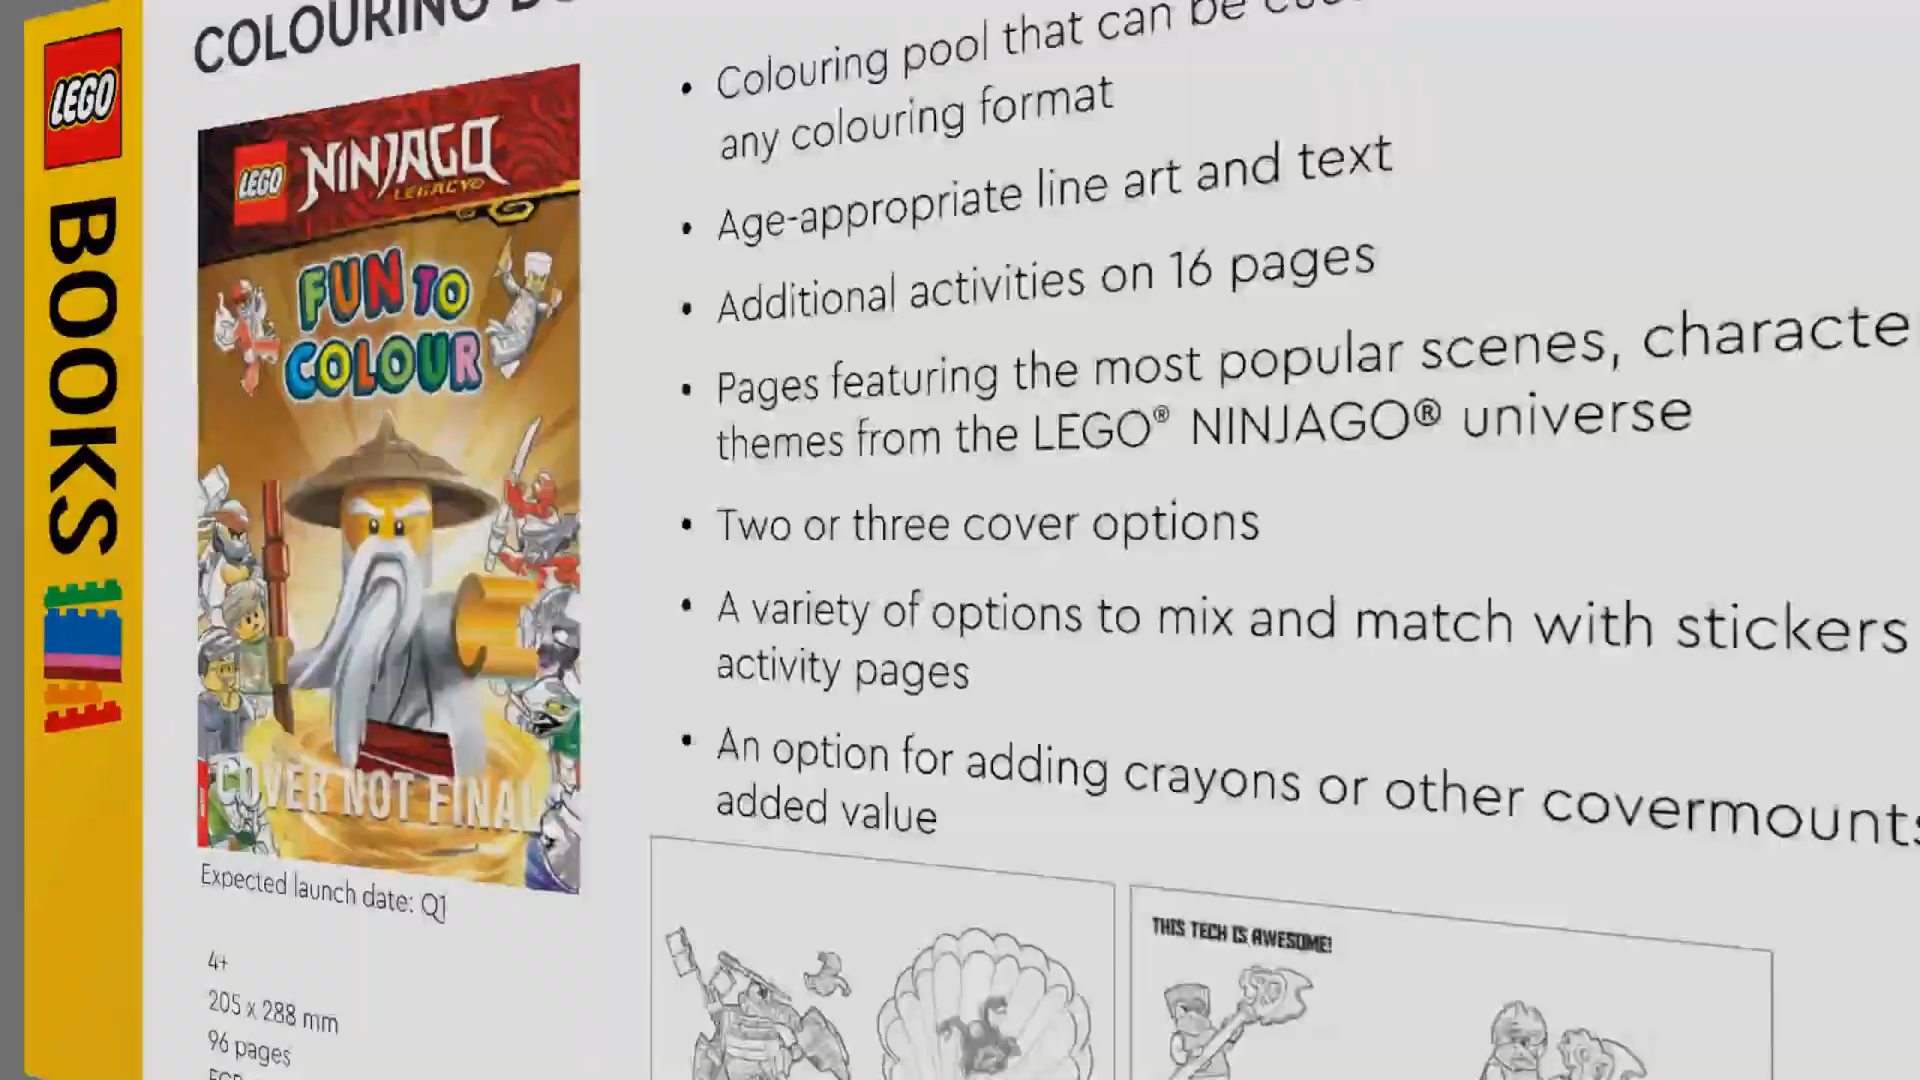 LEGO
BOOKS
COLOURING
LEGO NINJAGO
LEGACY
FUN TO
COLOUR
COVER NOT FINAL
Expected launch date: Q1
4+
205 x 288 mm
96 pages
• Colouring pool that can be
any colouring format
• Age-appropriate line art and text
• Additional activities on 16 pages
• Pages featuring the most popular scenes, characte
themes from the LEGO® NINJAGO® universe
• Two or three cover options
• A variety of options to mix and match with stickers
activity pages
• An option for adding crayons or other covermounts
added value
THIS TECH IS AWESOME!